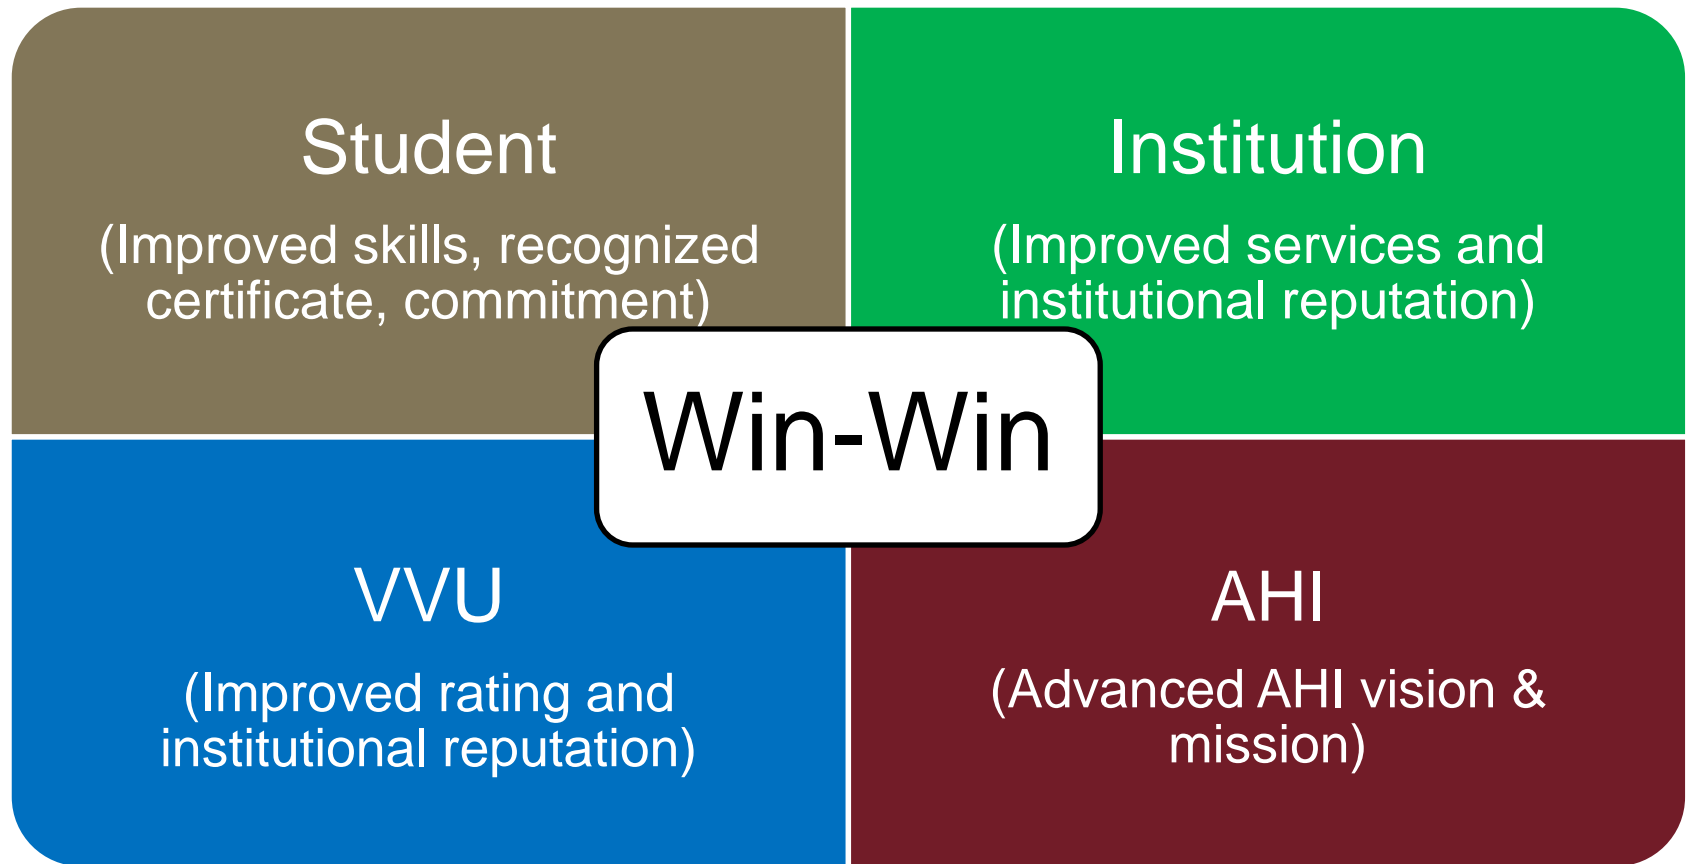 Student
(Improved skills, recognized
certificate, commitment)
Institution
(Improved services and
institutional reputation)
Win-Win
VVU
(Improved rating and
institutional reputation)
AHI
(Advanced AHI vision &
mission)